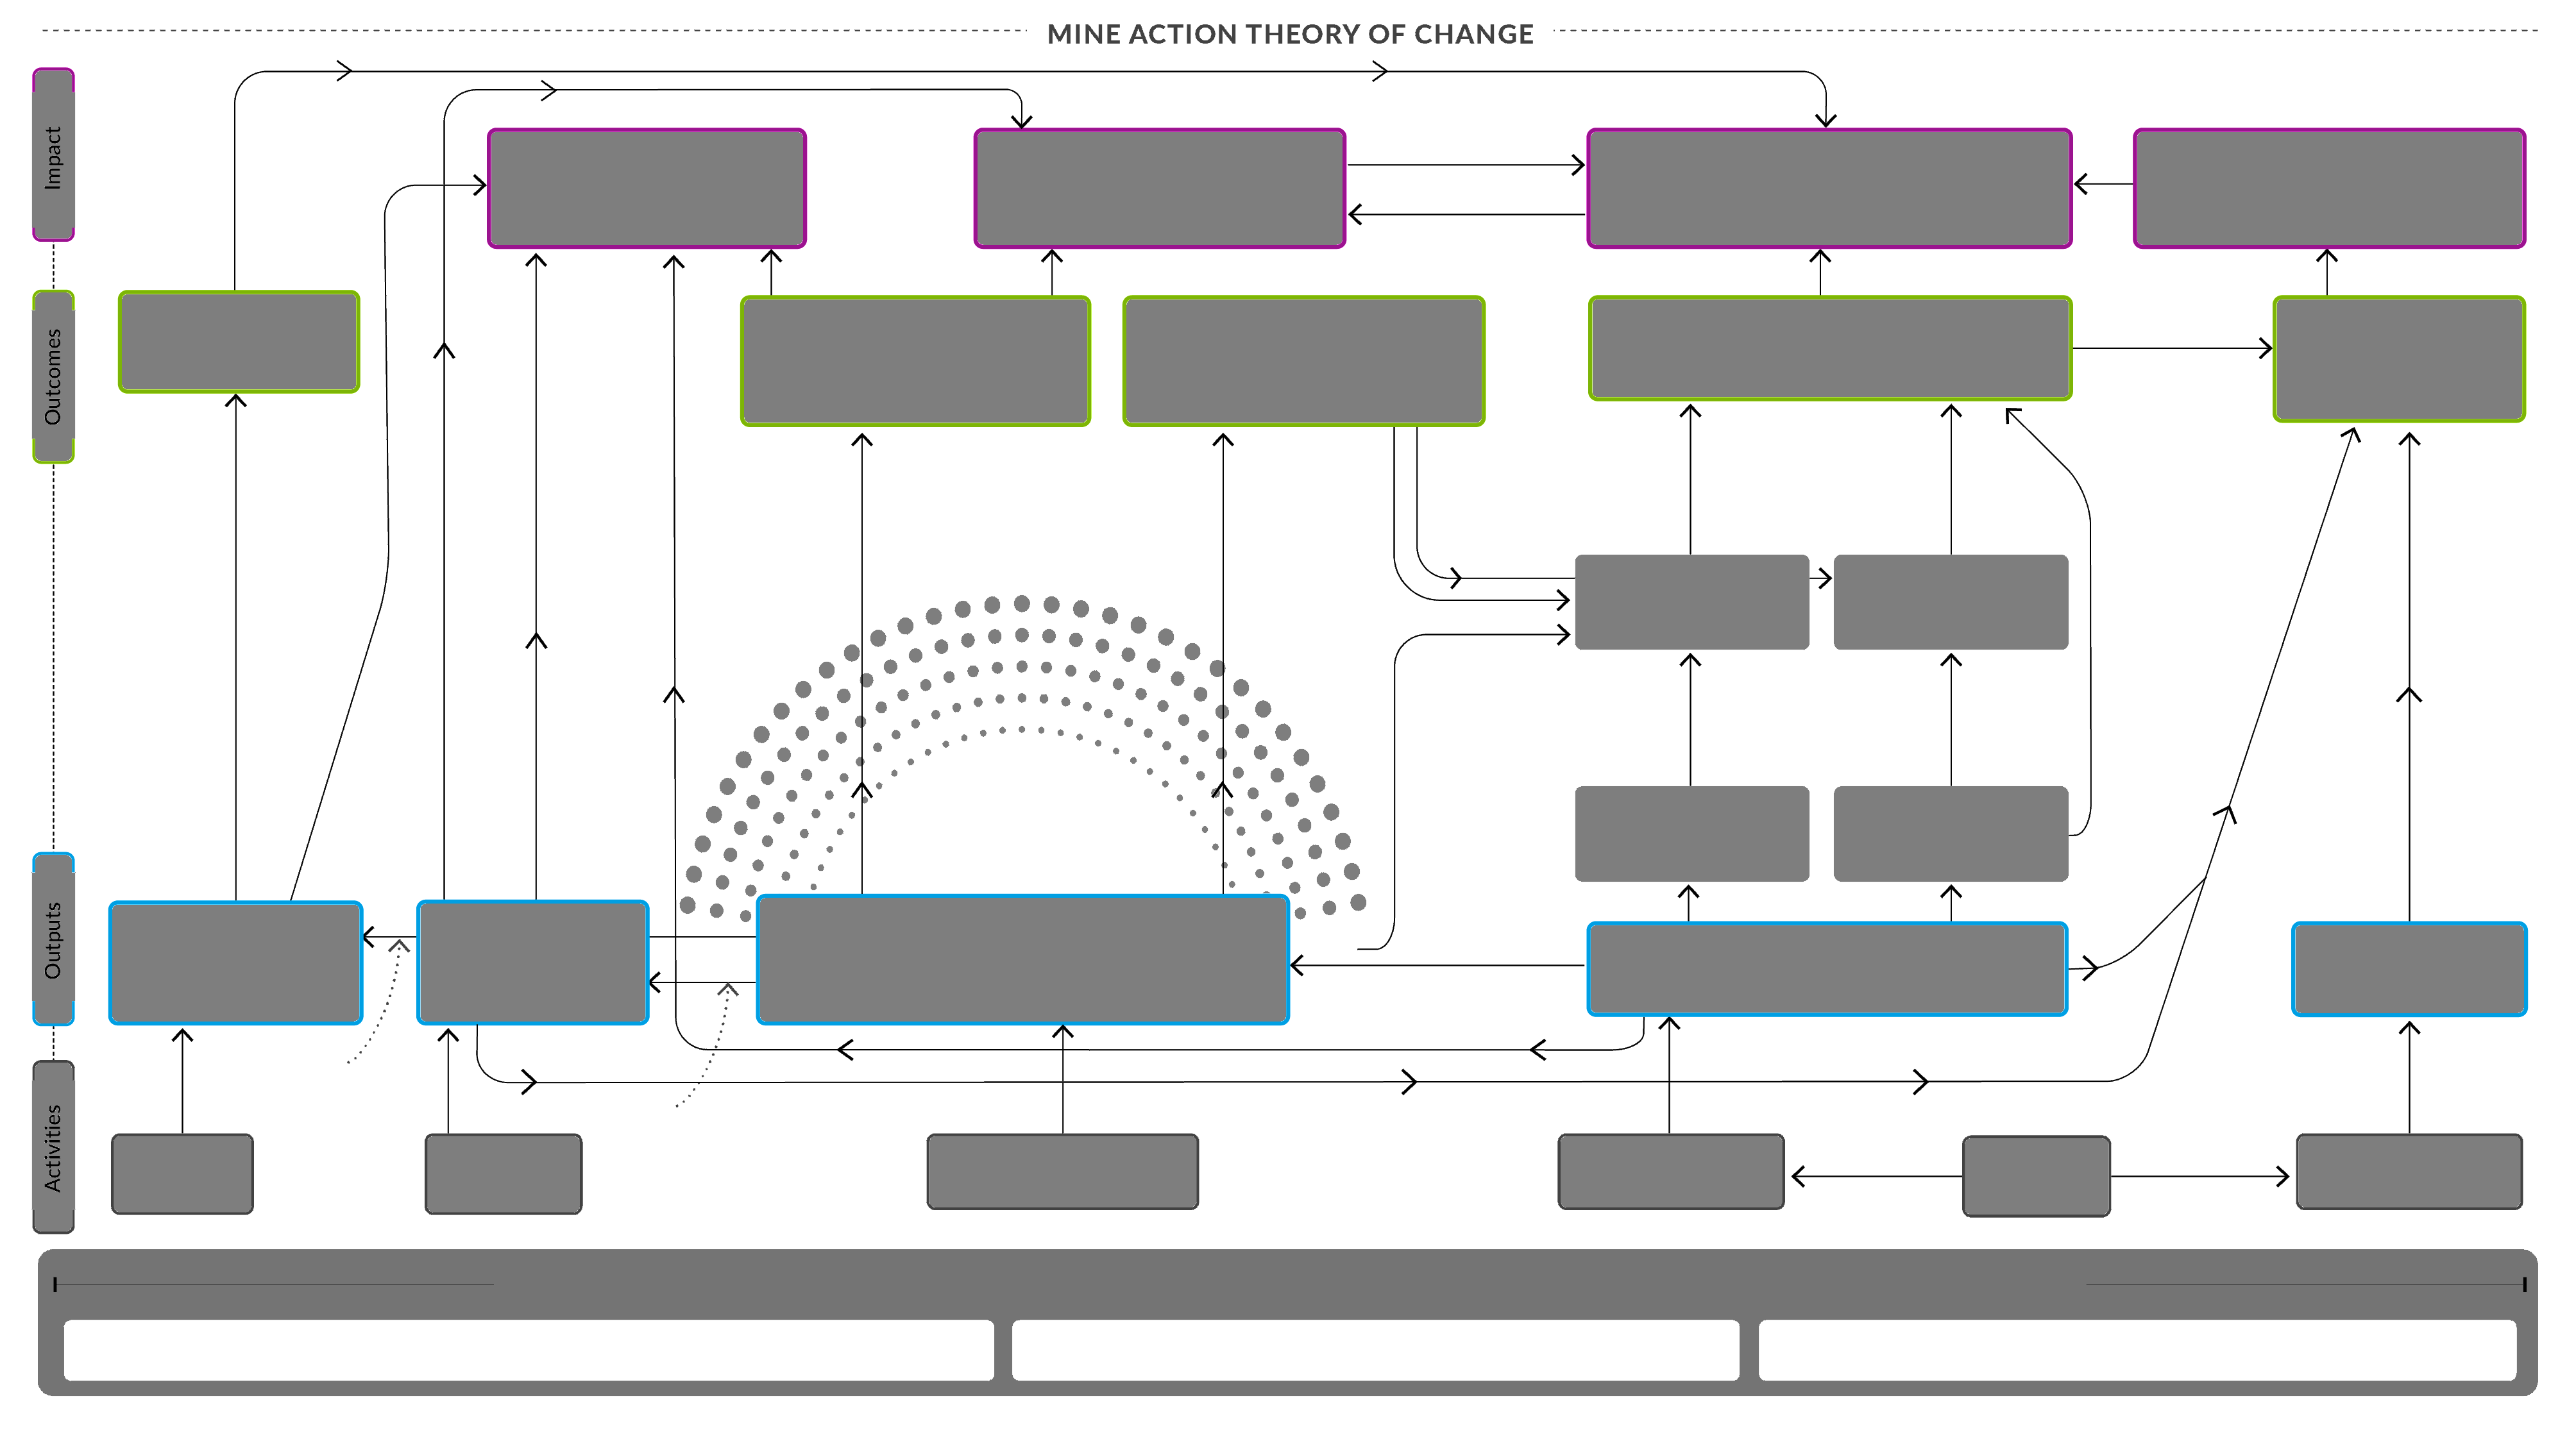 MINE ACTION THEORY OF CHANGE
Impact
Outcomes
Outputs
Activities